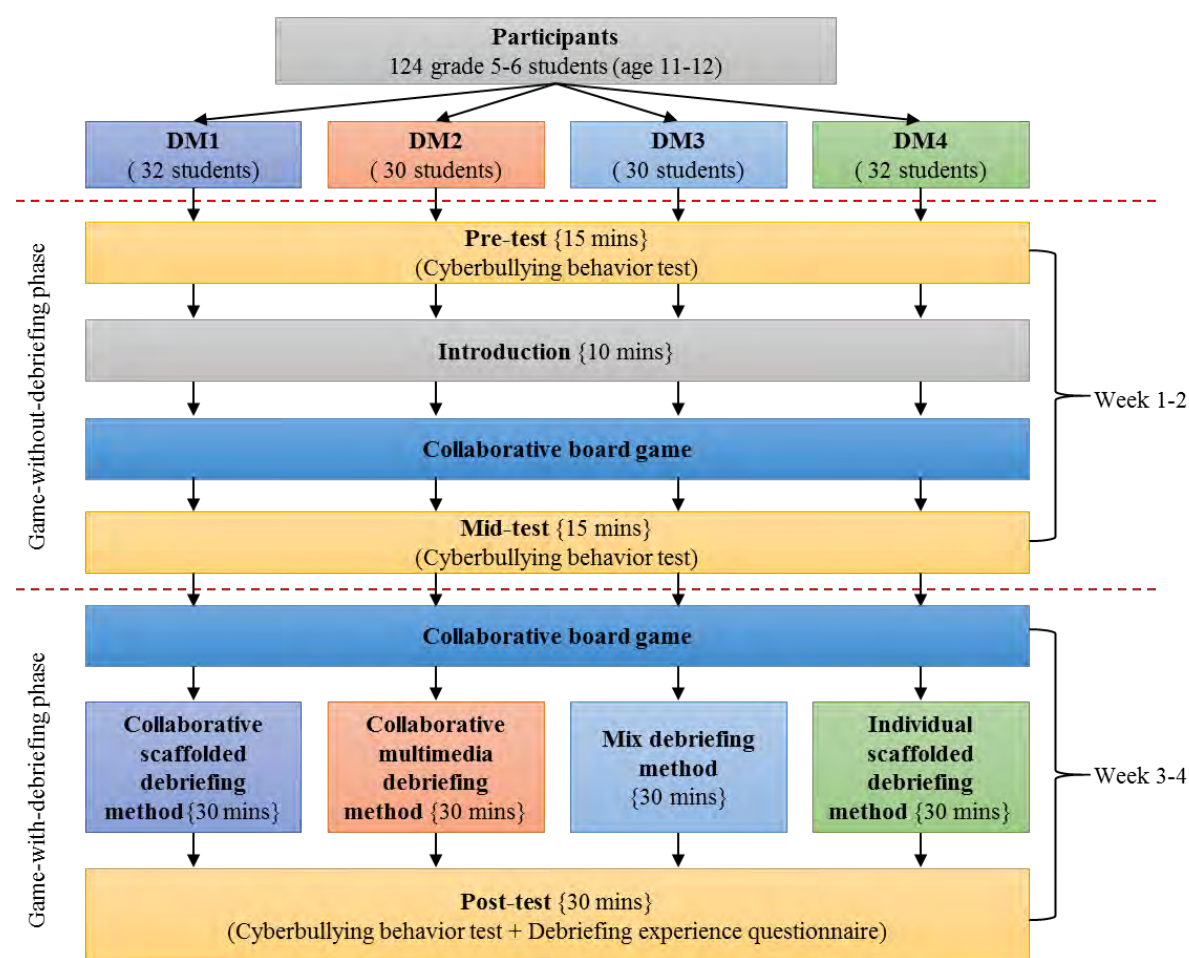 Participants
124 grade 5-6 students (age 11-12)
DM1
( 32 students)
DM2
( 30 students)
DM3
( 30 students)
DM4
( 32 students)
Game-without-debriefing phase
Pre-test {15 mins}
(Cyberbullying behavior test)
Introduction {10 mins}
Collaborative board game
Mid-test {15 mins}
(Cyberbullying behavior test)
Week 1-2
Game-with-debriefing phase
Collaborative board game
Collaborative
scaffolded
debriefing
method{30 mins}
Collaborative
multimedia
debriefing
method {30 mins}
Mix debriefing
method
{30 mins}
Individual
scaffolded
debriefing
method {30 mins}
Post-test {30 mins}
(Cyberbullying behavior test + Debriefing experience questionnaire)
Week 3-4